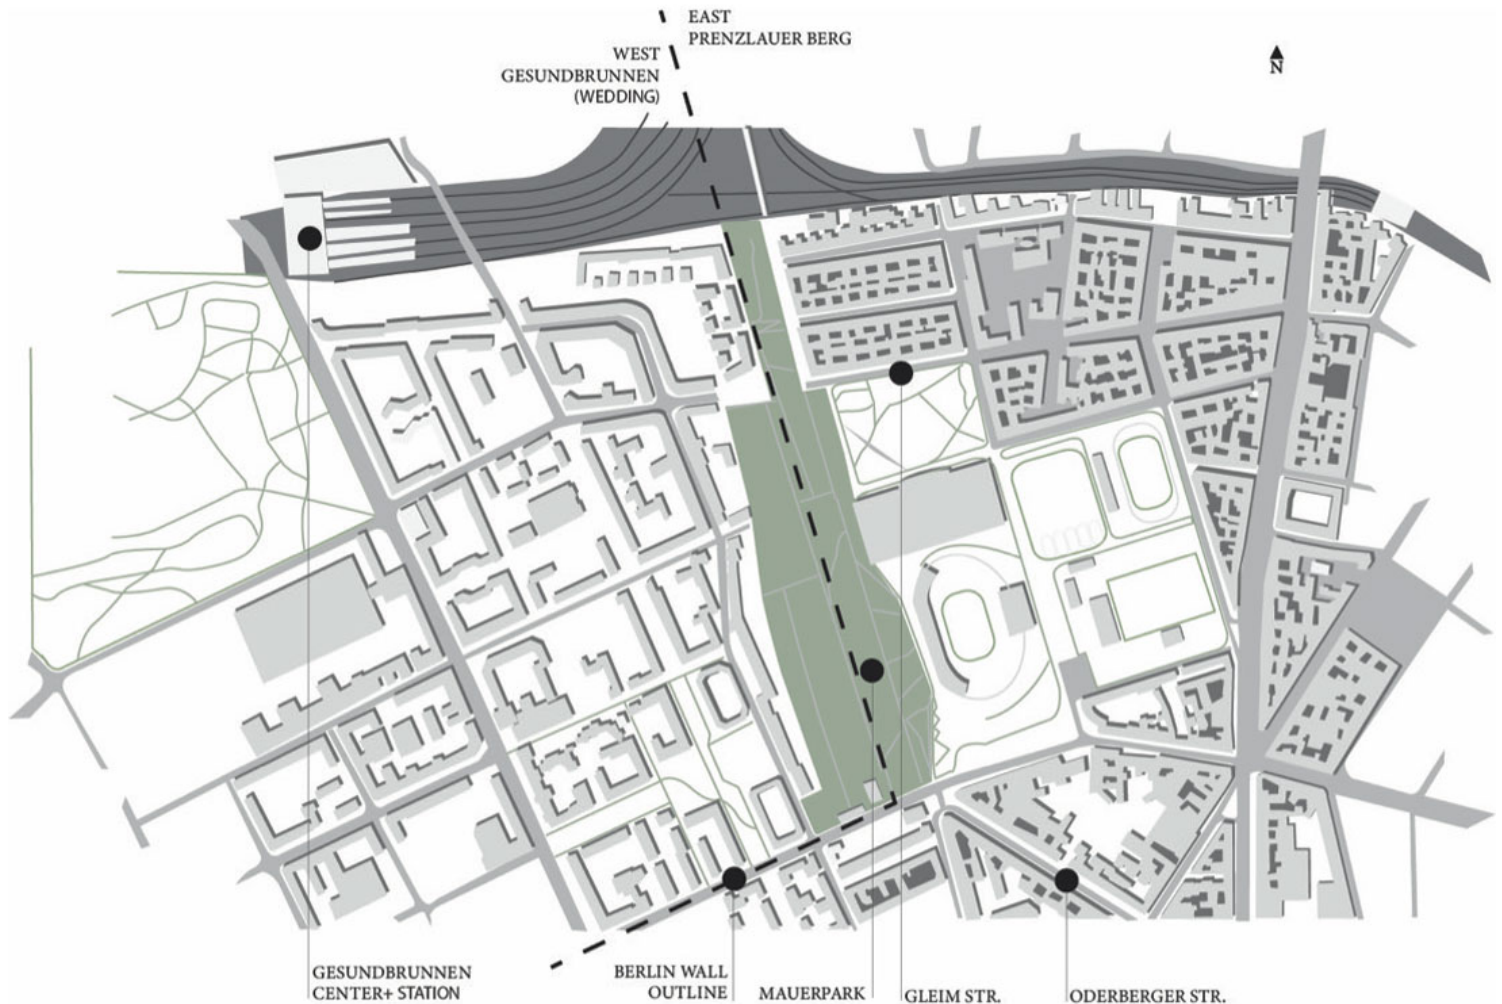 EAST
PRENZLAUER BERG
WEST
GESUNDBRUNNEN
(WEDDING)
N
GESUNDBRUNNEN
CENTER+ STATION
BERLIN WALL
OUTLINE
MAUERPARK
GLEIM STR.
ODERBERGER STR.